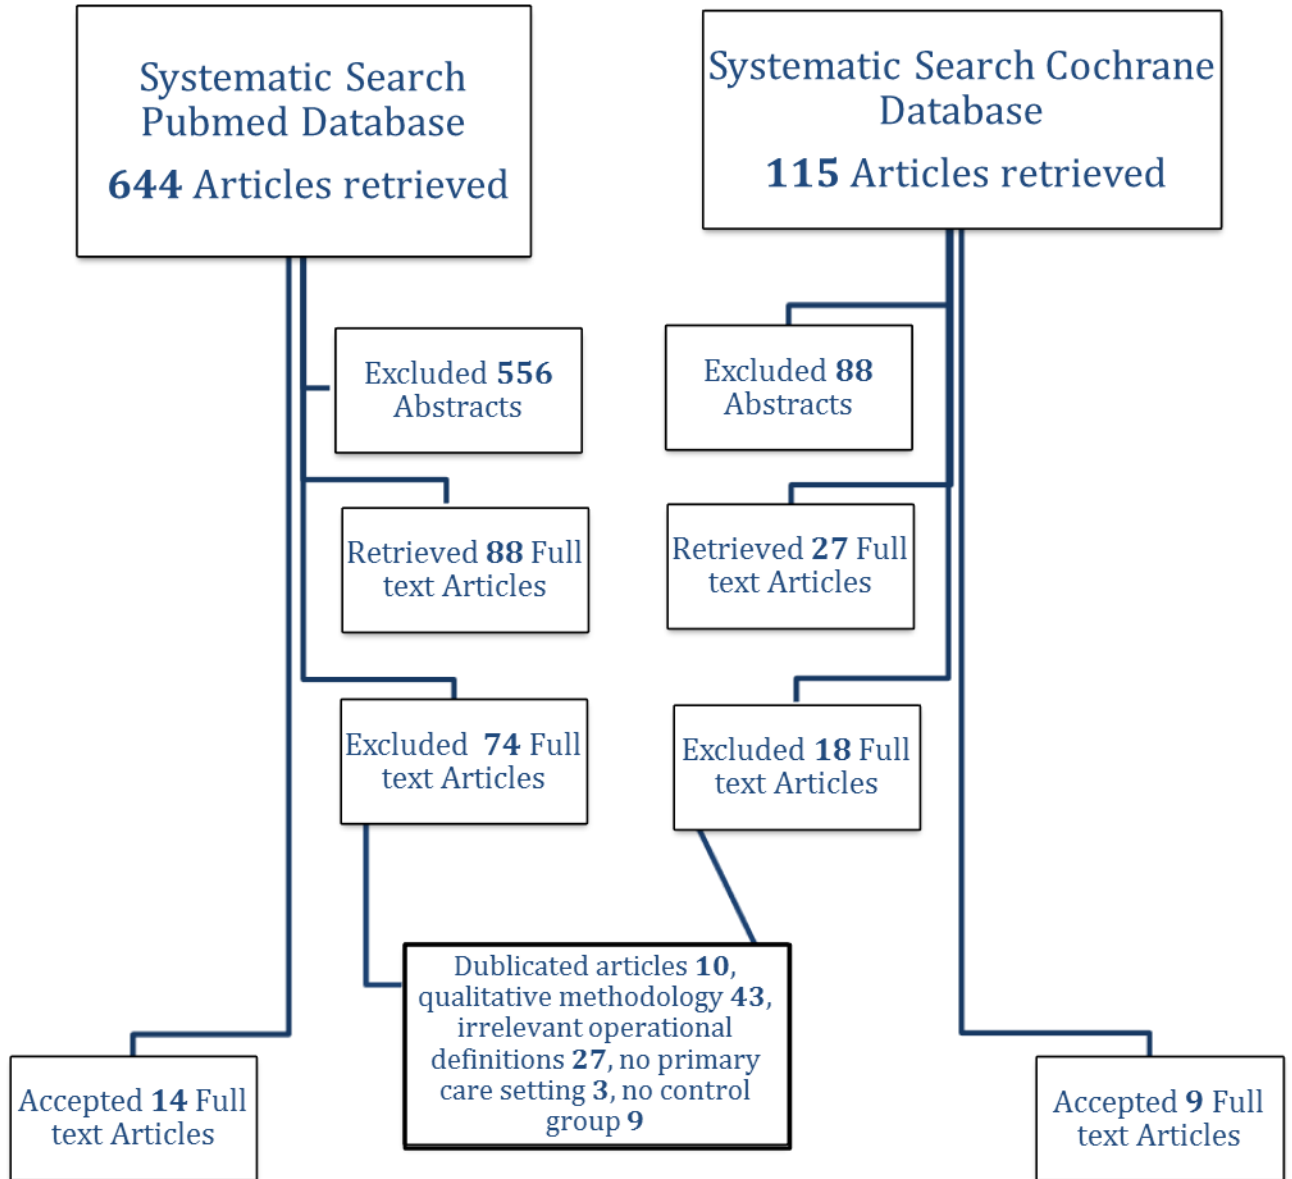 Systematic Search
Pubmed Database
644 Articles retrieved
Systematic Search Cochrane
Database
115 Articles retrieved
Excluded 556
Abstracts
Excluded 88
Abstracts
Retrieved 88 Full
text Articles
Retrieved 27 Full
text Articles
Excluded 74 Full
text Articles
Excluded 18 Full
text Articles
Dublicated articles 10,
qualitative methodology 43,
irrelevant operational
definitions 27, no primary
care setting 3, no control
group 9
Accepted 14 Full
text Articles
Accepted 9 Full
text Articles